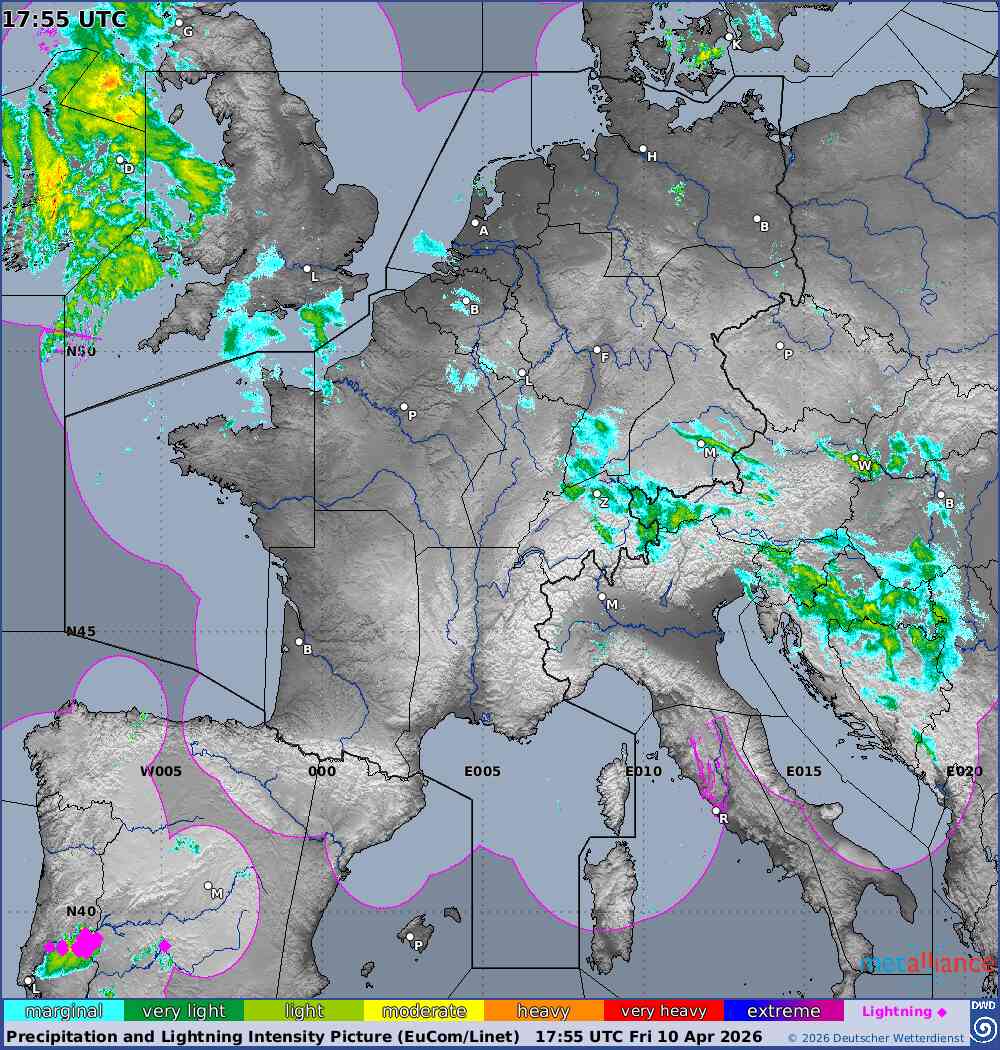 17:55 UTC
G
K
D
H
A
B
L
B
N50
F
P
L
P
M
W
Z
B
M
N45
B
W005
000
E005
E010
E015
E020
R
M
N40
P
L
metalliance
marginal
very light
light
moderate
heavy
very heavy
extreme
Lightning
DWD
Precipitation and Lightning Intensity Picture (EuCom/Linet) 17:55 UTC Fri 10 Apr 2026
© 2026 Deutscher Wetterdienst